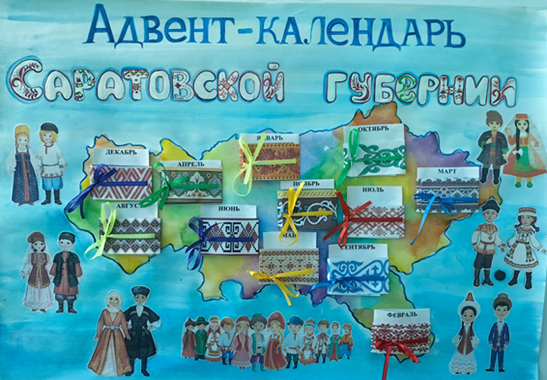 Адвент-календарь
Саратовской губернии
ЯНВАРЬ
ОКТЯБРЬ
ДЕКАБРЬ
АПРЕЛЬ
МАРТ
НОЯБРЬ
ИЮЛЬ
АВГУСТ
ИЮНЬ
МАЙ
СЕНТЯБРЬ
ФЕВРАЛЬ